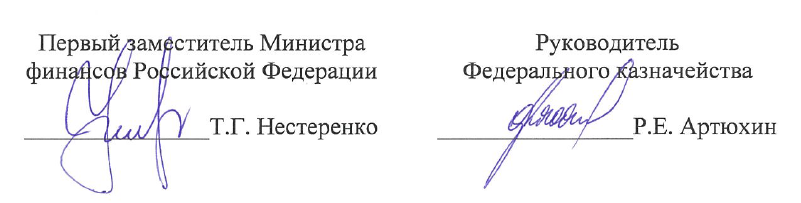 Первый заместитель Министра
финансов Российской Федерации
Т.Г. Нестеренко
Руководитель
Федерального казначейства
Р.Е. Артюхин